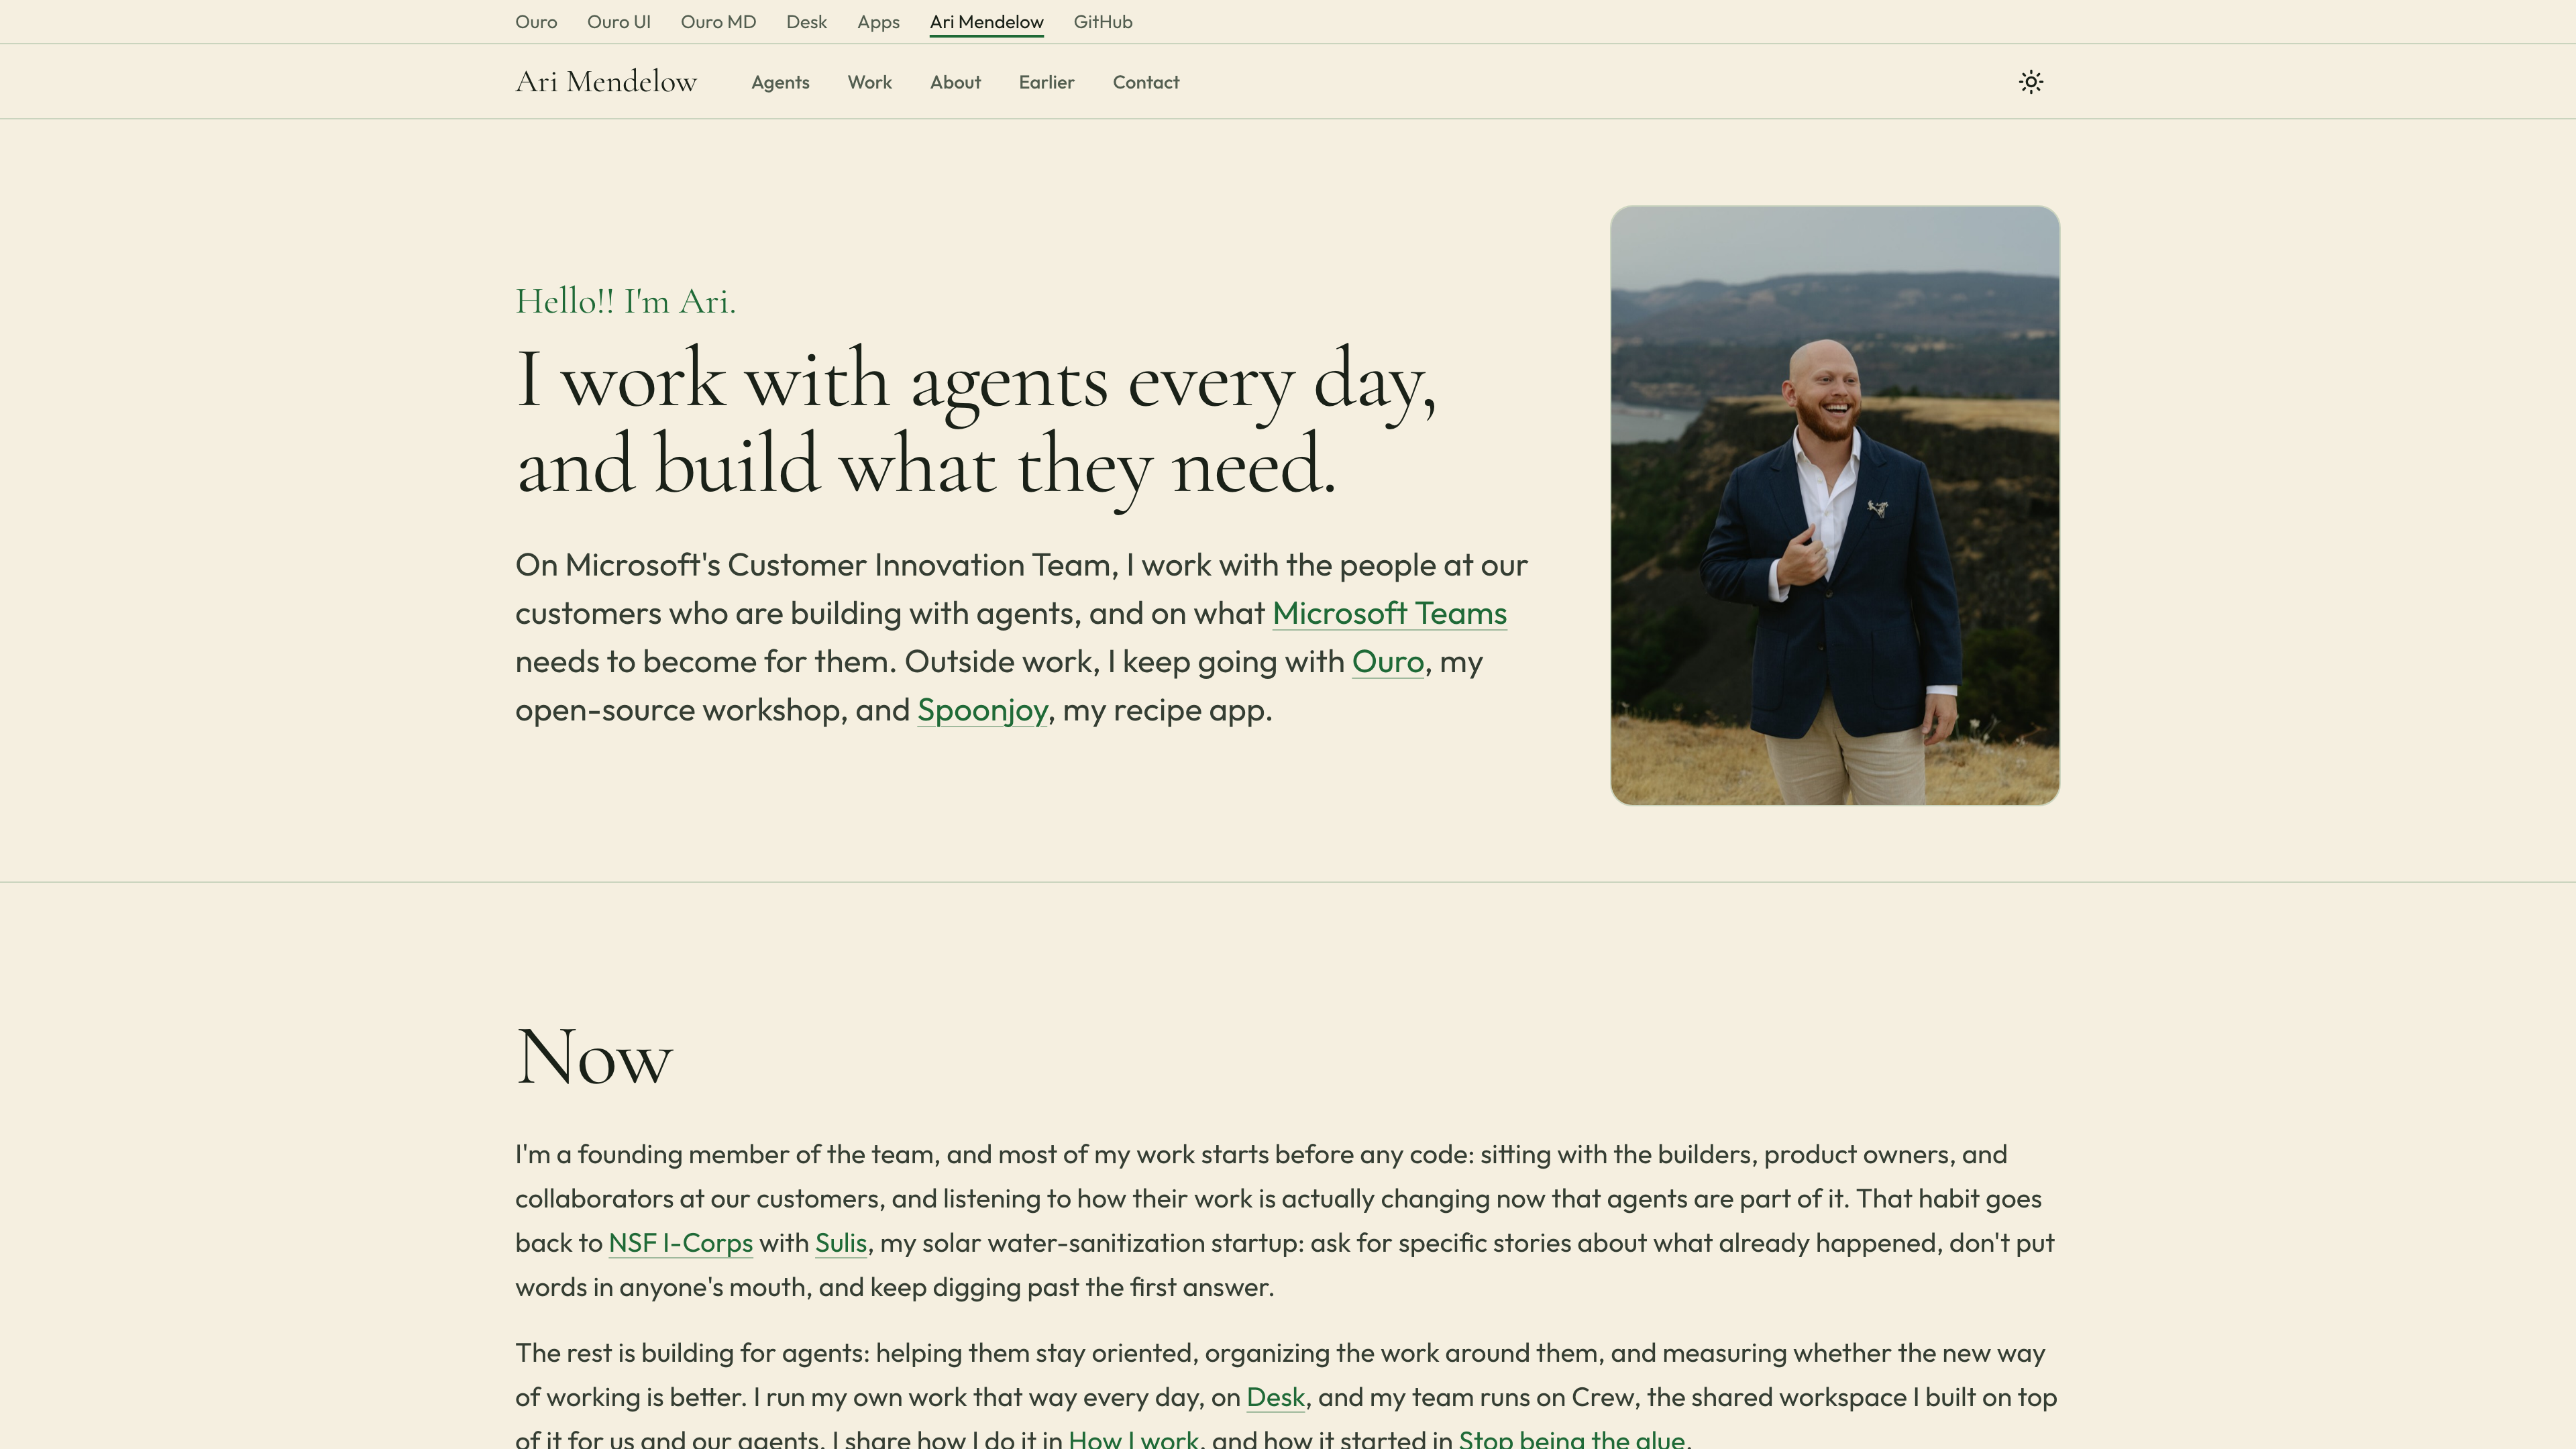 Ouro Ouro UI Ouro MD Desk Apps Ari Mendelow GitHub
Ari Mendelow Agents Work About Earlier Contact
Hello!! I'm Ari.
I work with agents every day,
and build what they need.
On Microsoft's Customer Innovation Team, I work with the people at our
customers who are building with agents, and on what Microsoft Teams
needs to become for them. Outside work, I keep going with Ouro, my
open-source workshop, and Spoonjoy, my recipe app.
Now
I'm a founding member of the team, and most of my work starts before any code: sitting with the builders, product owners, and
collaborators at our customers, and listening to how their work is actually changing now that agents are part of it. That habit goes
back to NSF I-Corps with Sulis, my solar water-sanitization startup: ask for specific stories about what already happened, don't put
words in anyone's mouth, and keep digging past the first answer.
The rest is building for agents: helping them stay oriented, organizing the work around them, and measuring whether the new way
of working is better. I run my own work that way every day, on Desk, and my team runs on Crew, the shared workspace I built on top
of it for us and our agents. I share how I do it in How I work, and how it started in Stop being the glue.